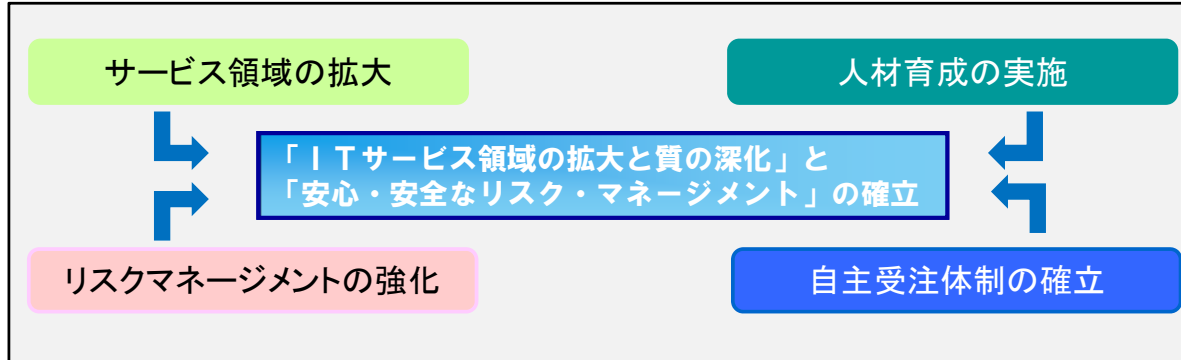 サービス領域の拡大
人材育成の実施
「ＩＴサービス領域の拡大と質の深化」と
「安心・安全なリスク・マネージメント」の確立
リスクマネージメントの強化
自主受注体制の確立